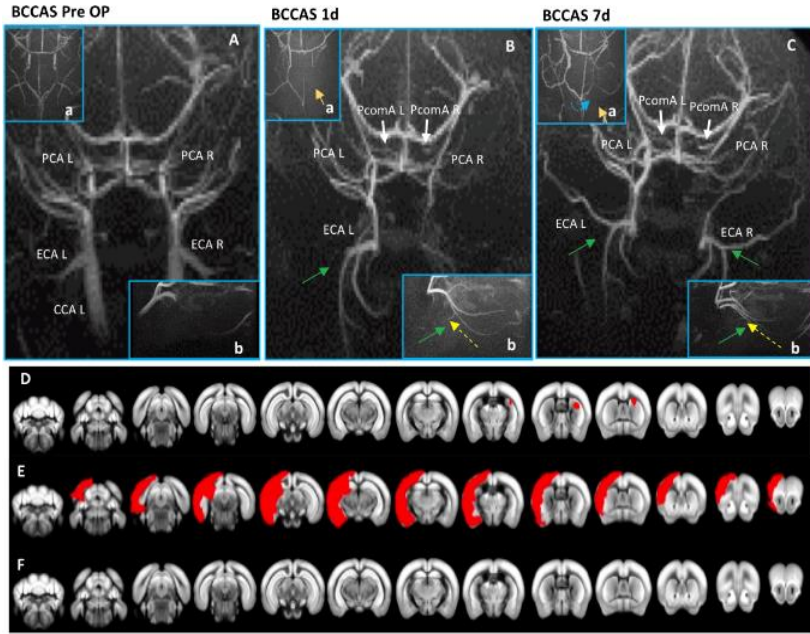 BCCAS Pre OP
BCCAS 1d
BCCAS 7d
A
a
PCA L
PCA R
ECA L
ECA R
CCA L
b
B
a
PcomA L
PcomA R
PCA L
PCA R
ECA L
b
C
a
PcomA L
PcomA R
PCA L
PCA R
ECA L
ECA R
b
D
E
F